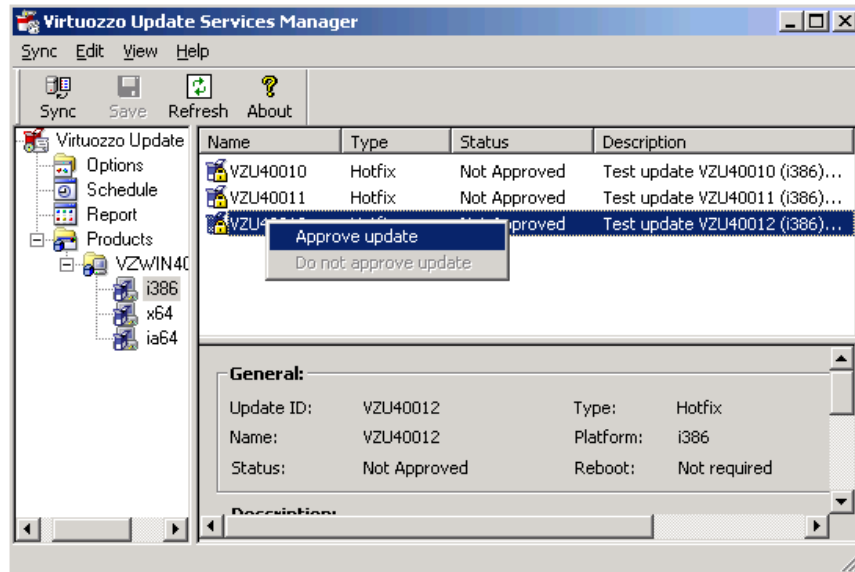 Virtuozzo Update Services Manager
Sync Edit View Help
Sync Save Refresh About
Virtuozzo Update
Options
Schedule
Report
Products
VZWIN40
i386
x64
ia64
Name Type Status Description
VZU40010 Hotfix Not Approved Test update VZU40010 (i386)...
VZU40011 Hotfix Not Approved Test update VZU40011 (i386)...
Test update VZU40012 (i386)...
Approve update
Do not approve update
General:
Update ID: VZU40012 Type: Hotfix
Name: VZU40012 Platform: i386
Status: Not Approved Reboot: Not required
Description: